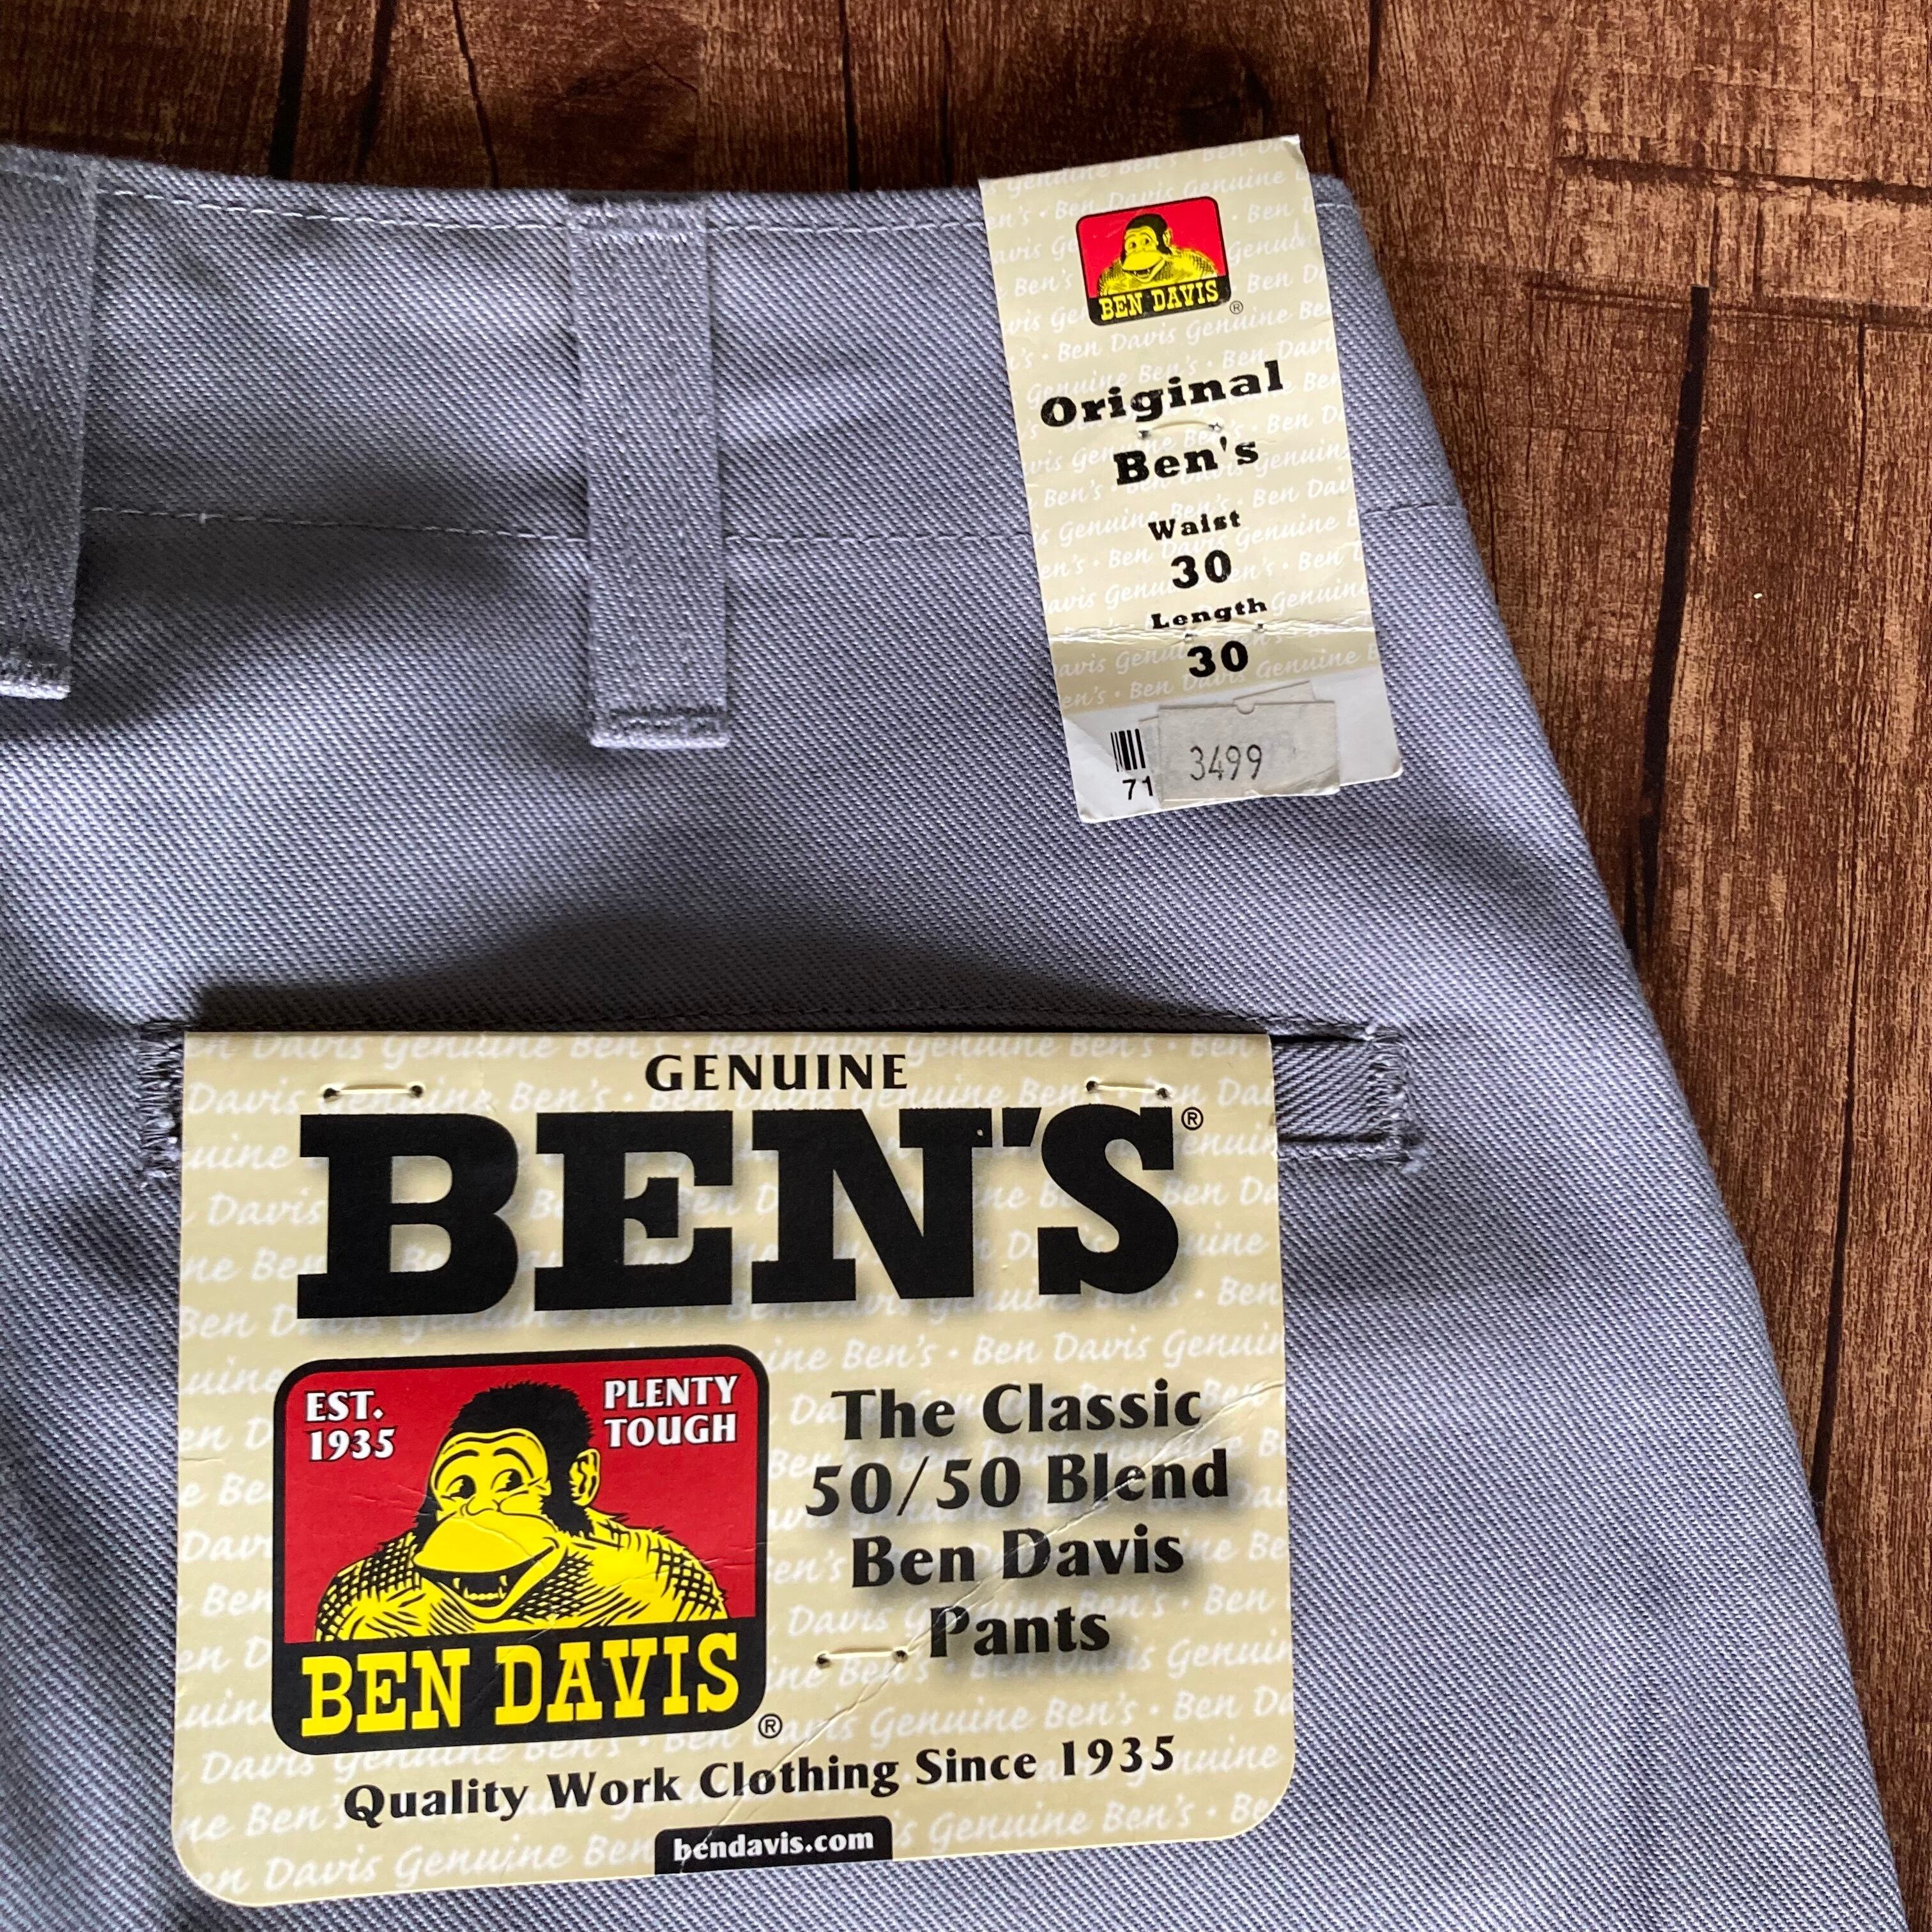 BEN DAVIS ®
Original
Ben's
Waist
30
Length
30
71
3499
GENUINE
BEN'S ®
EST.
1935
PLENTY
TOUGH
BEN DAVIS ®
The Classic
50/50 Blend
Ben Davis
Pants
Quality Work Clothing Since 1935
bendavis.com